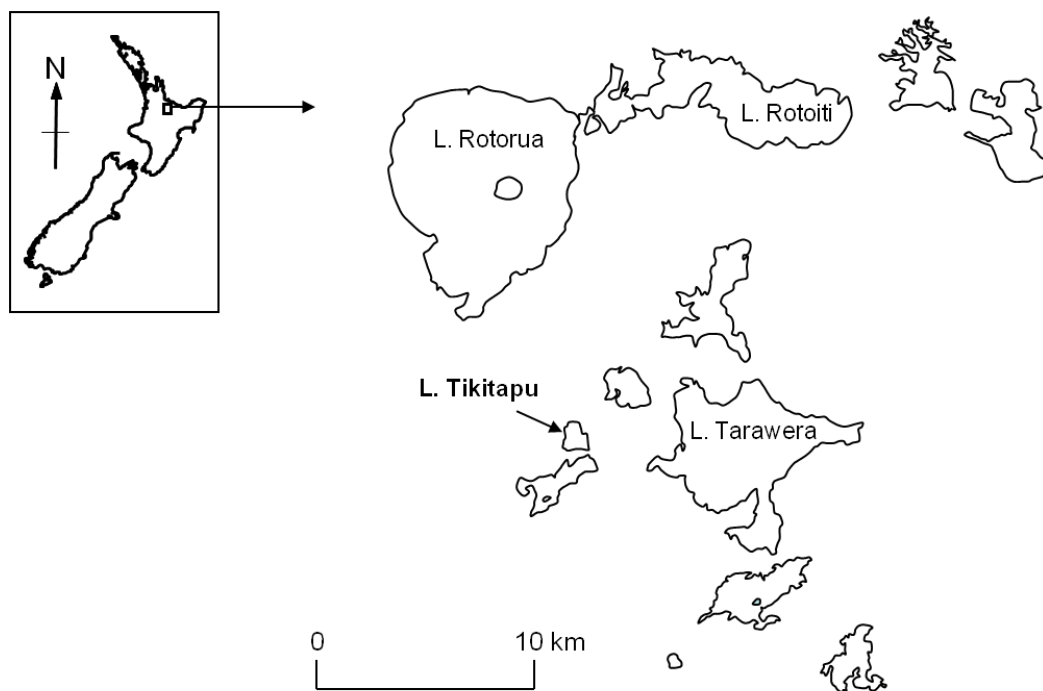 N
L. Rotorua
L. Rotoiti
L. Tikitapu
L. Tarawera
0
10 km